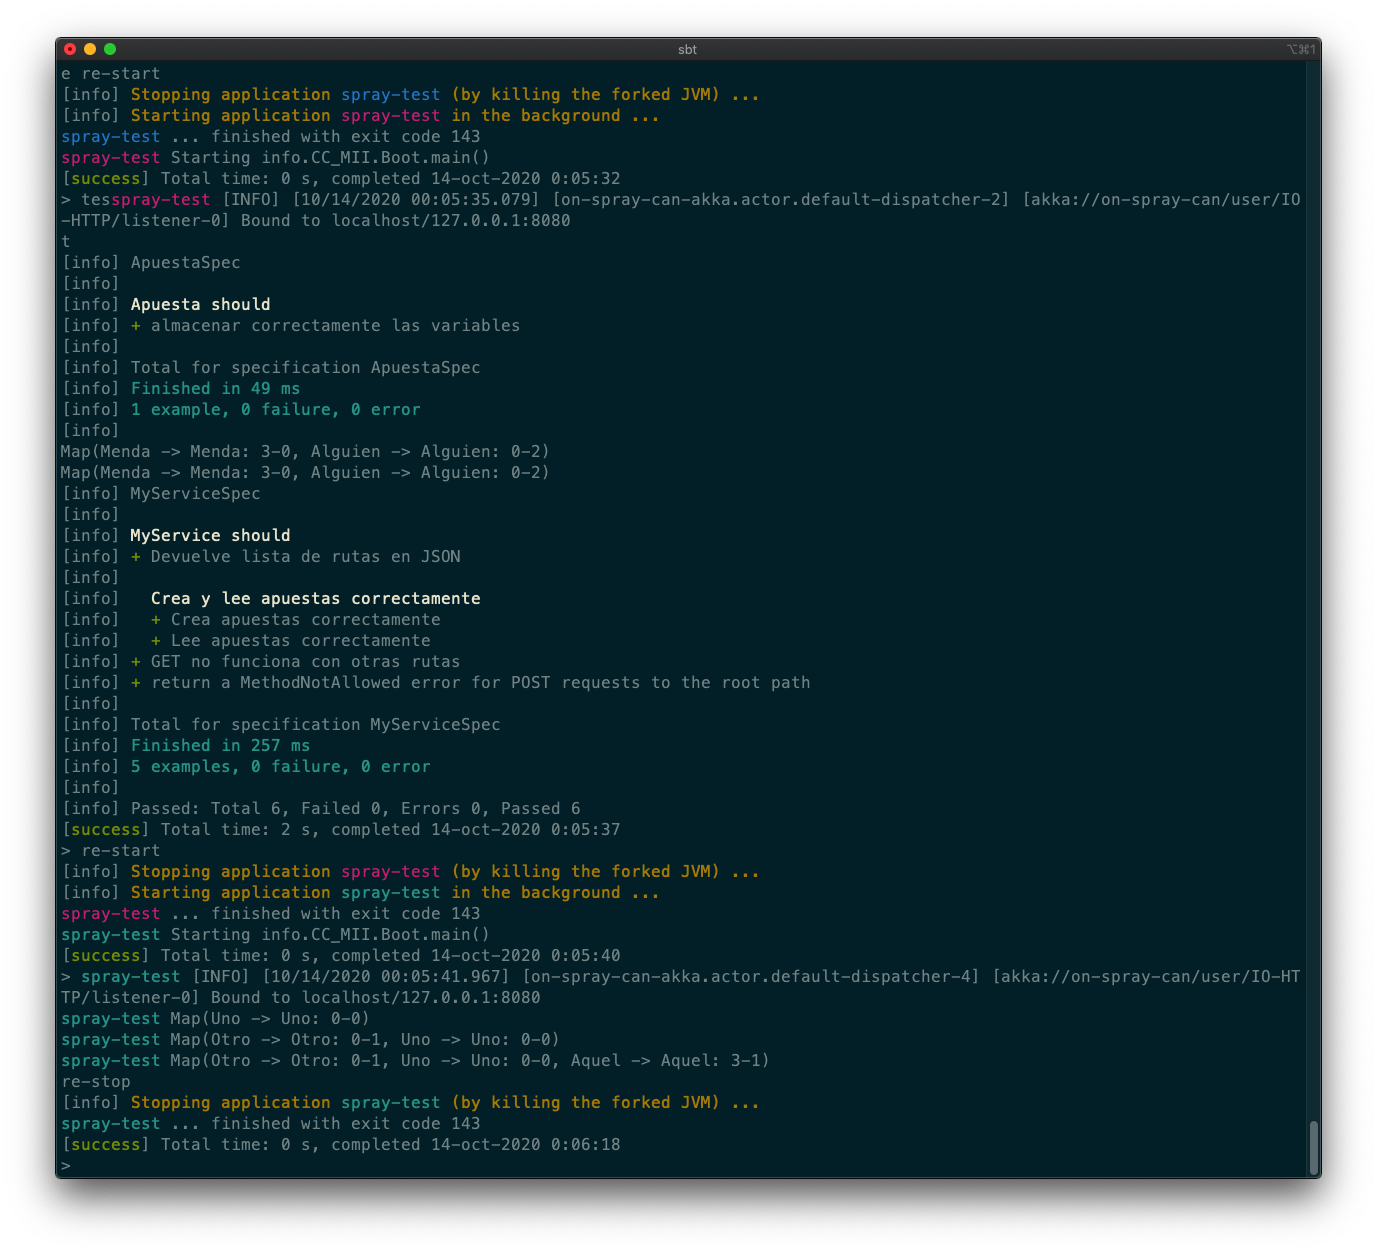 sbt
⌥⌘1
e re-start
[info] Stopping application spray-test (by killing the forked JVM) ...
[info] Starting application spray-test in the background ...
spray-test ... finished with exit code 143
spray-test Starting info.CC_MII.Boot.main()
[success] Total time: 0 s, completed 14-oct-2020 0:05:32
> tesspray-test [INFO] [10/14/2020 00:05:35.079] [on-spray-can-akka.actor.default-dispatcher-2] [akka://on-spray-can/user/IO
-HTTP/listener-0] Bound to localhost/127.0.0.1:8080
t
[info] ApuestaSpec
[info]
[info] Apuesta should
[info] + almacenar correctamente las variables
[info]
[info] Total for specification ApuestaSpec
[info] Finished in 49 ms
[info] 1 example, 0 failure, 0 error
[info]
Map(Menda -> Menda: 3-0, Alguien -> Alguien: 0-2)
Map(Menda -> Menda: 3-0, Alguien -> Alguien: 0-2)
[info] MyServiceSpec
[info]
[info] MyService should
[info] + Devuelve lista de rutas en JSON
[info]
[info]   Crea y lee apuestas correctamente
[info]   + Crea apuestas correctamente
[info]   + Lee apuestas correctamente
[info] + GET no funciona con otras rutas
[info] + return a MethodNotAllowed error for POST requests to the root path
[info]
[info] Total for specification MyServiceSpec
[info] Finished in 257 ms
[info] 5 examples, 0 failure, 0 error
[info]
[info] Passed: Total 6, Failed 0, Errors 0, Passed 6
[success] Total time: 2 s, completed 14-oct-2020 0:05:37
> re-start
[info] Stopping application spray-test (by killing the forked JVM) ...
[info] Starting application spray-test in the background ...
spray-test ... finished with exit code 143
spray-test Starting info.CC_MII.Boot.main()
[success] Total time: 0 s, completed 14-oct-2020 0:05:40
> spray-test [INFO] [10/14/2020 00:05:41.967] [on-spray-can-akka.actor.default-dispatcher-4] [akka://on-spray-can/user/IO-HT
TP/listener-0] Bound to localhost/127.0.0.1:8080
spray-test Map(Uno -> Uno: 0-0)
spray-test Map(Otro -> Otro: 0-1, Uno -> Uno: 0-0)
spray-test Map(Otro -> Otro: 0-1, Uno -> Uno: 0-0, Aquel -> Aquel: 3-1)
re-stop
[info] Stopping application spray-test (by killing the forked JVM) ...
spray-test ... finished with exit code 143
[success] Total time: 0 s, completed 14-oct-2020 0:06:18
>